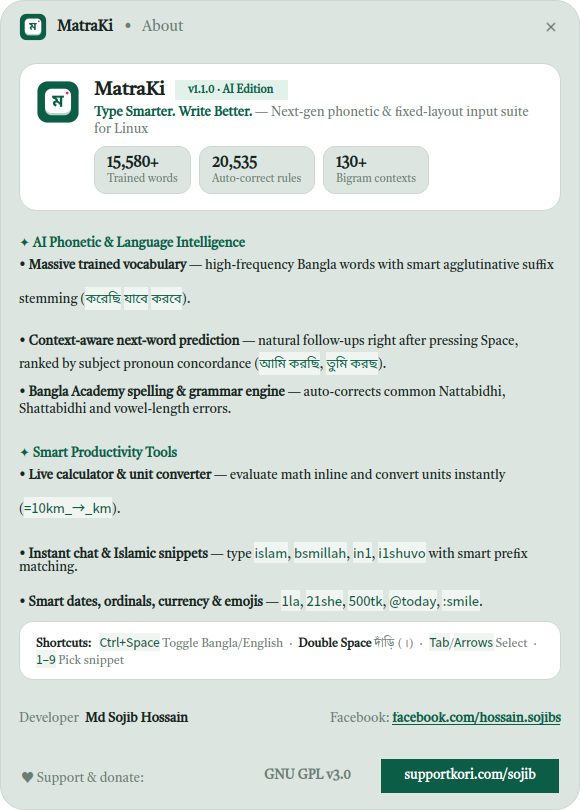 ম MatraKi • About ×
ম MatraKi v1.1.0 · AI Edition
Type Smarter. Write Better. — Next-gen phonetic & fixed-layout input suite
for Linux
15,580+ 20,535 130+
Trained words Auto-correct rules Bigram contexts
✦ AI Phonetic & Language Intelligence
• Massive trained vocabulary — high-frequency Bangla words with smart agglutinative suffix
stemming (করেছি যাবে করবে).
• Context-aware next-word prediction — natural follow-ups right after pressing Space,
ranked by subject pronoun concordance (আমি করছি, তুমি করছ).
• Bangla Academy spelling & grammar engine — auto-corrects common Nattabidhi,
Shattabidhi and vowel-length errors.
✦ Smart Productivity Tools
• Live calculator & unit converter — evaluate math inline and convert units instantly
(=10km_→_km).
• Instant chat & Islamic snippets — type islam, bsmillah, in1, i1shuvo with smart prefix
matching.
• Smart dates, ordinals, currency & emojis — 1la, 21she, 500tk, @today, :smile.
Shortcuts: Ctrl+Space Toggle Bangla/English · Double Space দাঁড়ি (।) · Tab/Arrows Select ·
1–9 Pick snippet
Developer Md Sojib Hossain Facebook: facebook.com/hossain.sojibs
♥ Support & donate: GNU GPL v3.0 supportkori.com/sojib